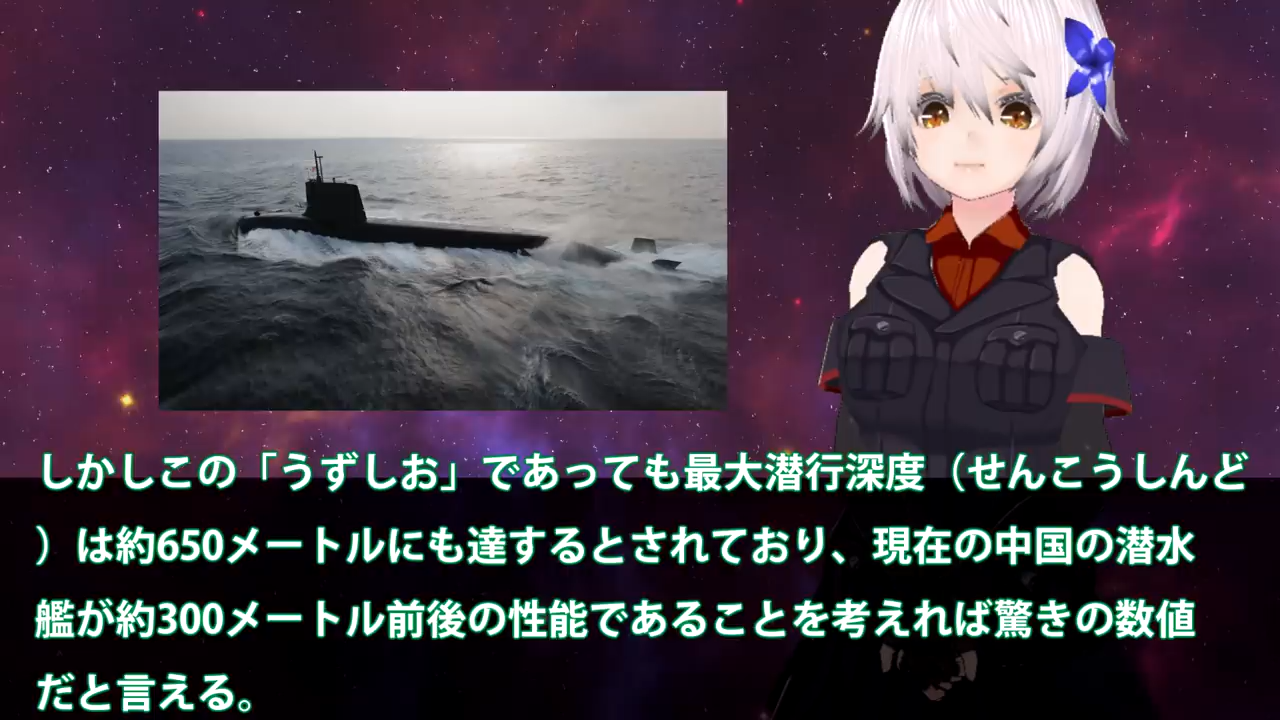 しかしこの「うずしお」であっても最大潜行深度（せんこうしんど
）は約650メートルにも達するとされており、現在の中国の潜水
艦が約300メートル前後の性能であることを考えれば驚きの数値
だと言える。